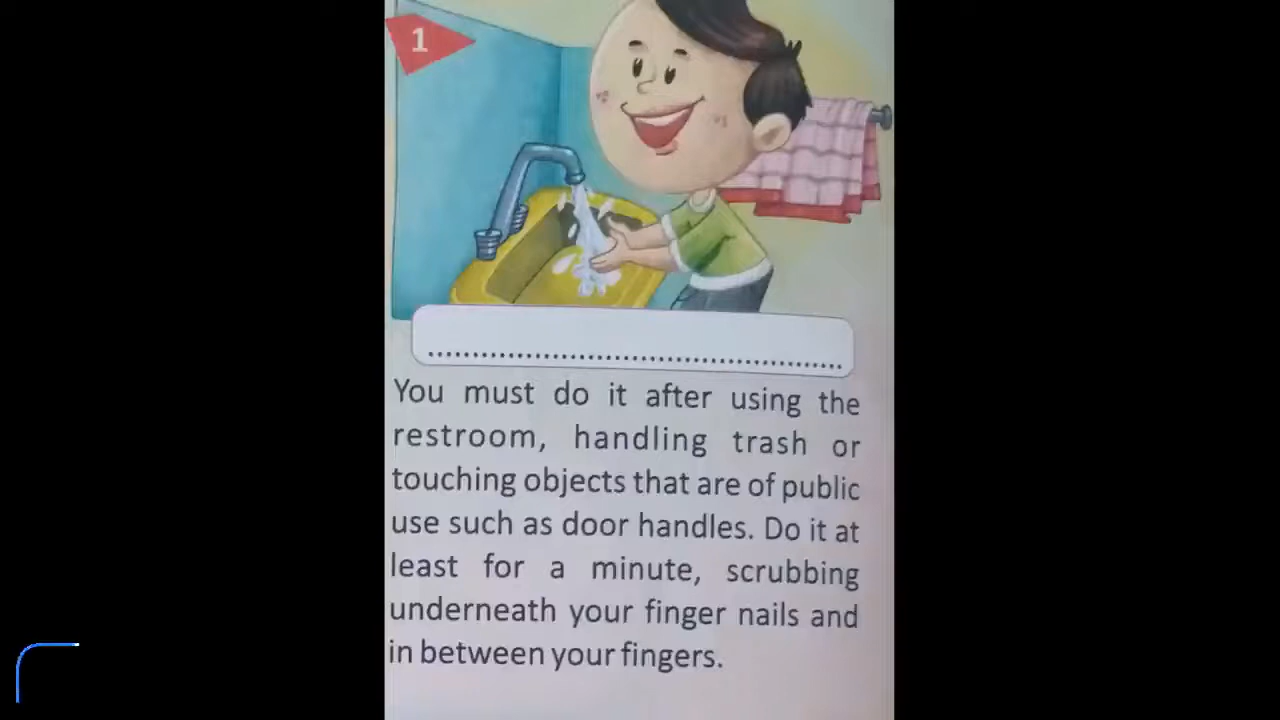 1
You must do it after using the
restroom, handling trash or
touching objects that are of public
use such as door handles. Do it at
least for a minute, scrubbing
underneath your finger nails and
in between your fingers.